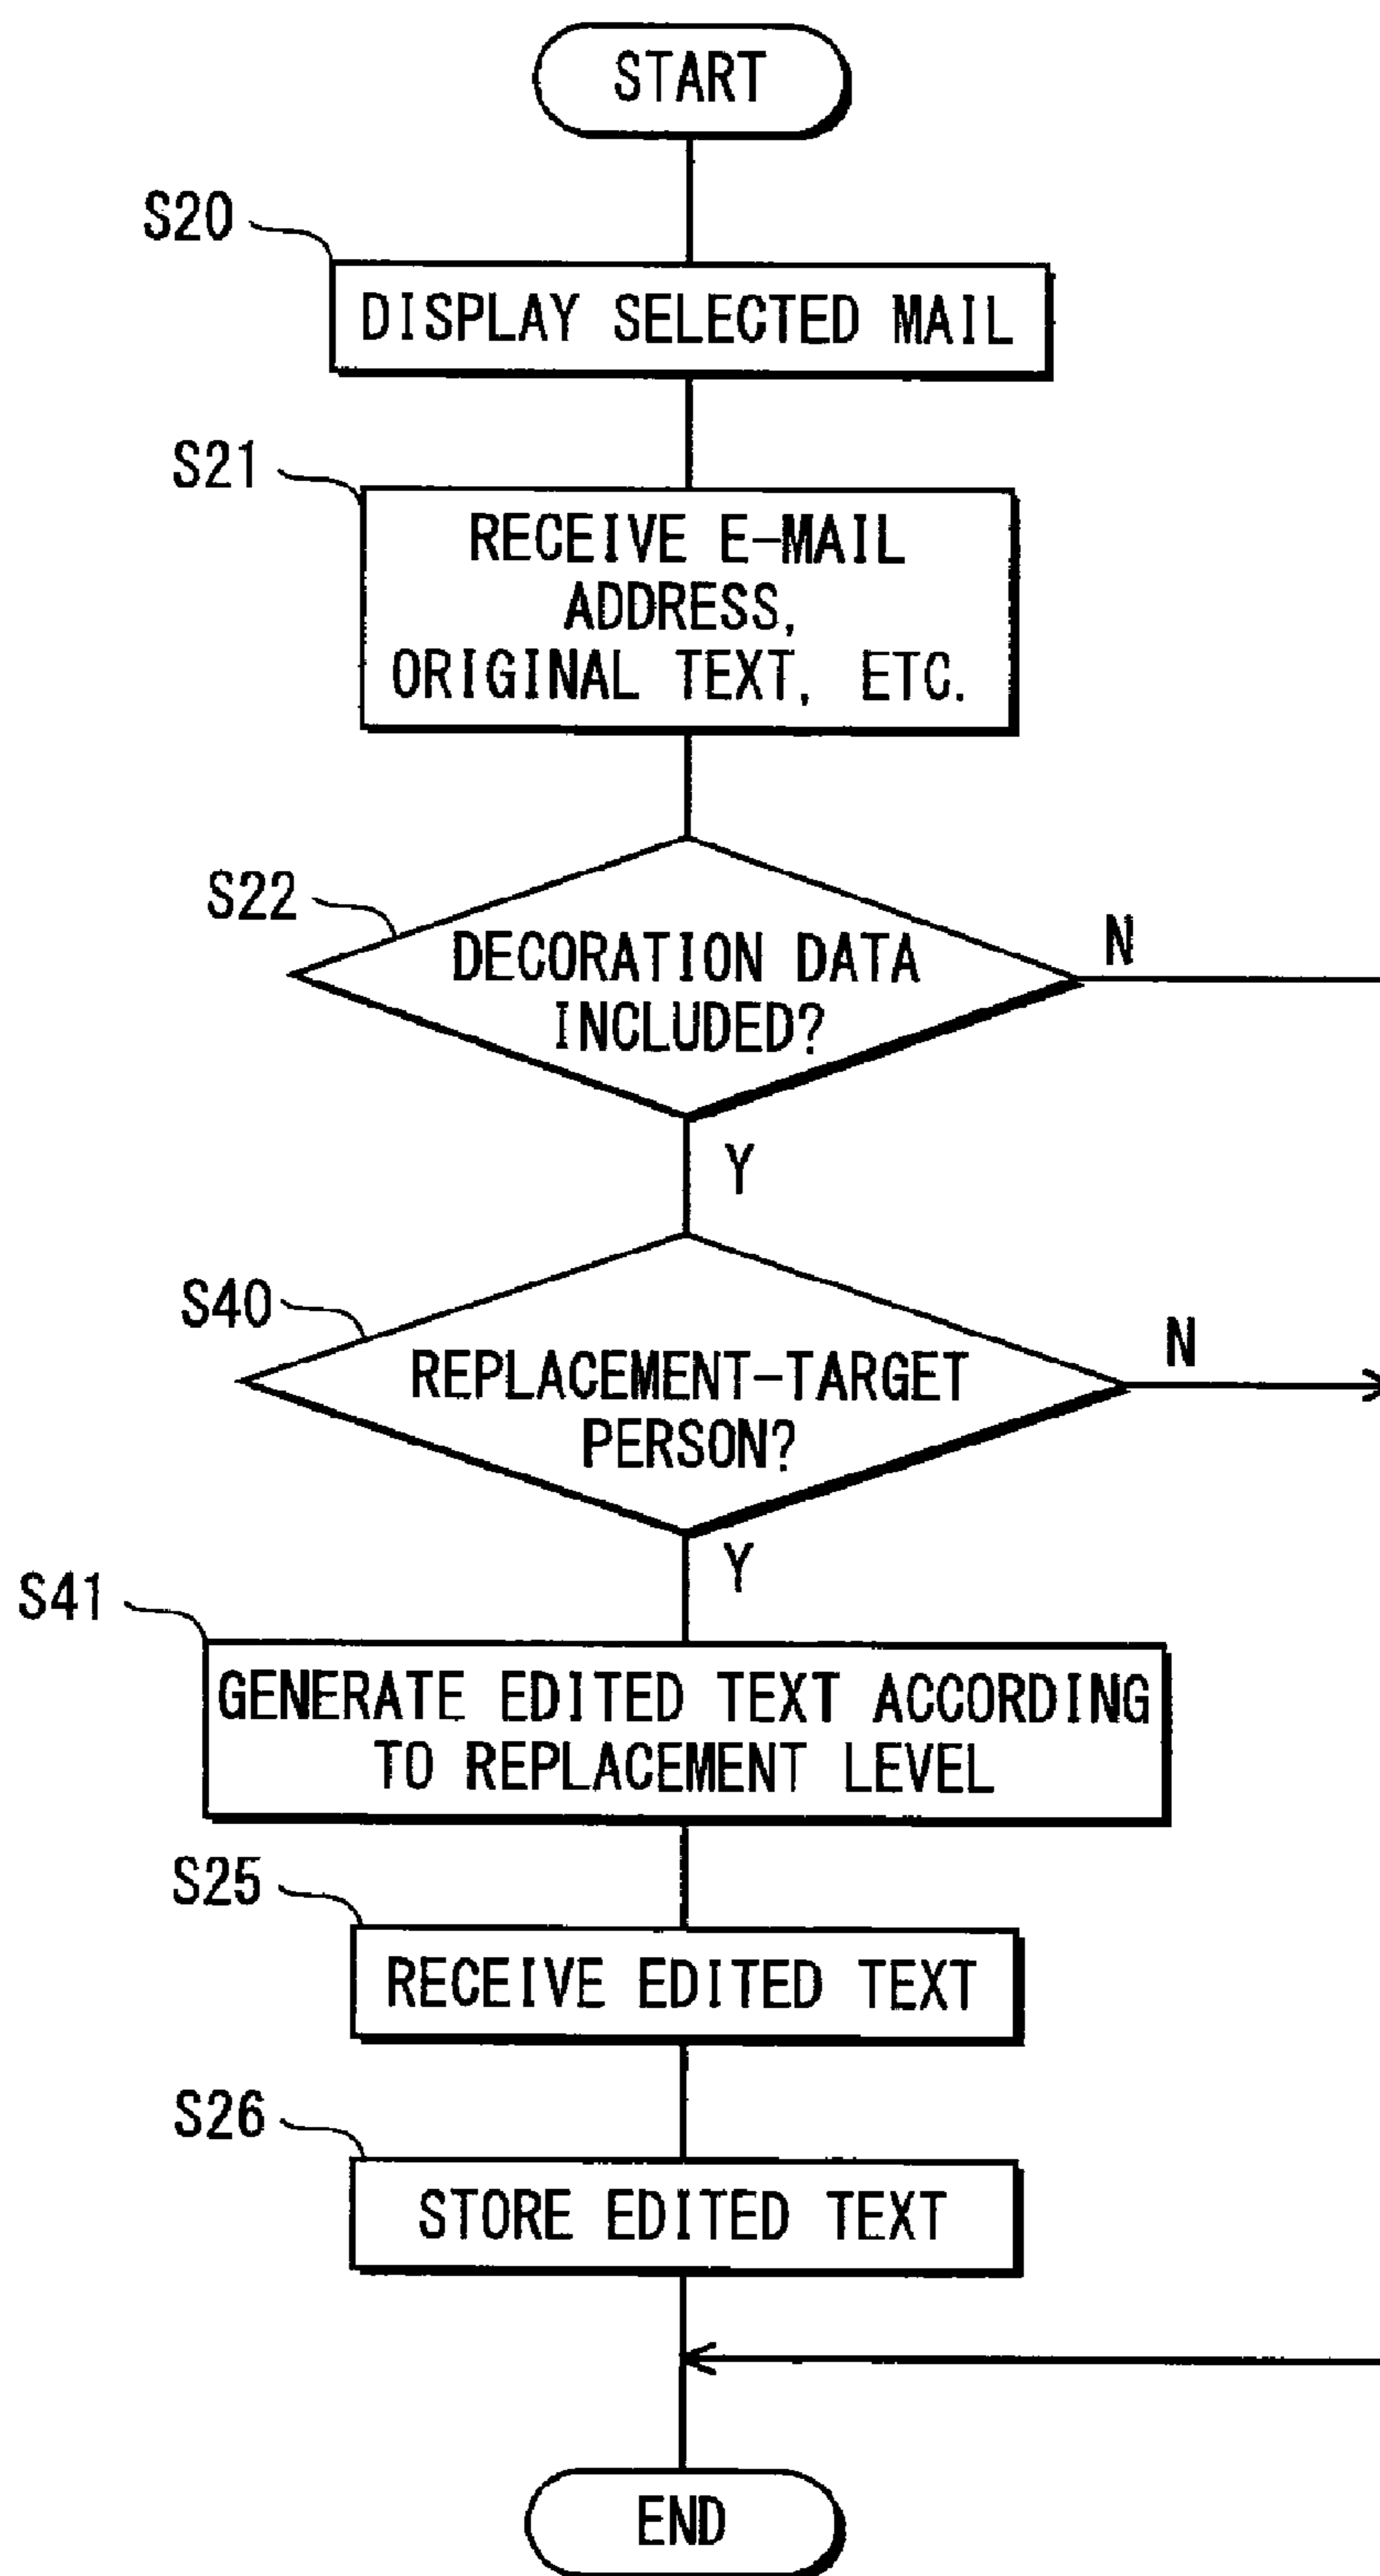 START
S20
DISPLAY SELECTED MAIL
S21
RECEIVE E-MAIL
ADDRESS,
ORIGINAL TEXT, ETC.
S22
DECORATION DATA
INCLUDED?
N
Y
S40
REPLACEMENT-TARGET
PERSON?
N
Y
S41
GENERATE EDITED TEXT ACCORDING
TO REPLACEMENT LEVEL
S25
RECEIVE EDITED TEXT
S26
STORE EDITED TEXT
END